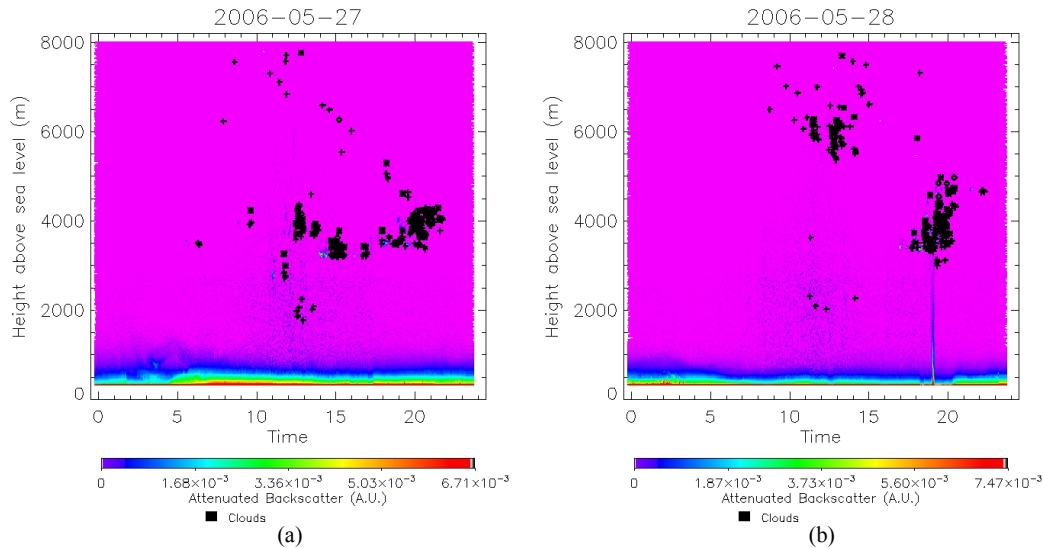 2006-05-27
8000
6000
4000
2000
0
Height above sea level (m)
0 5 10 15 20
Time
0 1.68×10⁻³ 3.36×10⁻³ 5.03×10⁻³ 6.71×10⁻³
Attenuated Backscatter (A.U.)
Clouds
(a)
2006-05-28
8000
6000
4000
2000
0
Height above sea level (m)
0 5 10 15 20
Time
0 1.87×10⁻³ 3.73×10⁻³ 5.60×10⁻³ 7.47×10⁻³
Attenuated Backscatter (A.U.)
Clouds
(b)